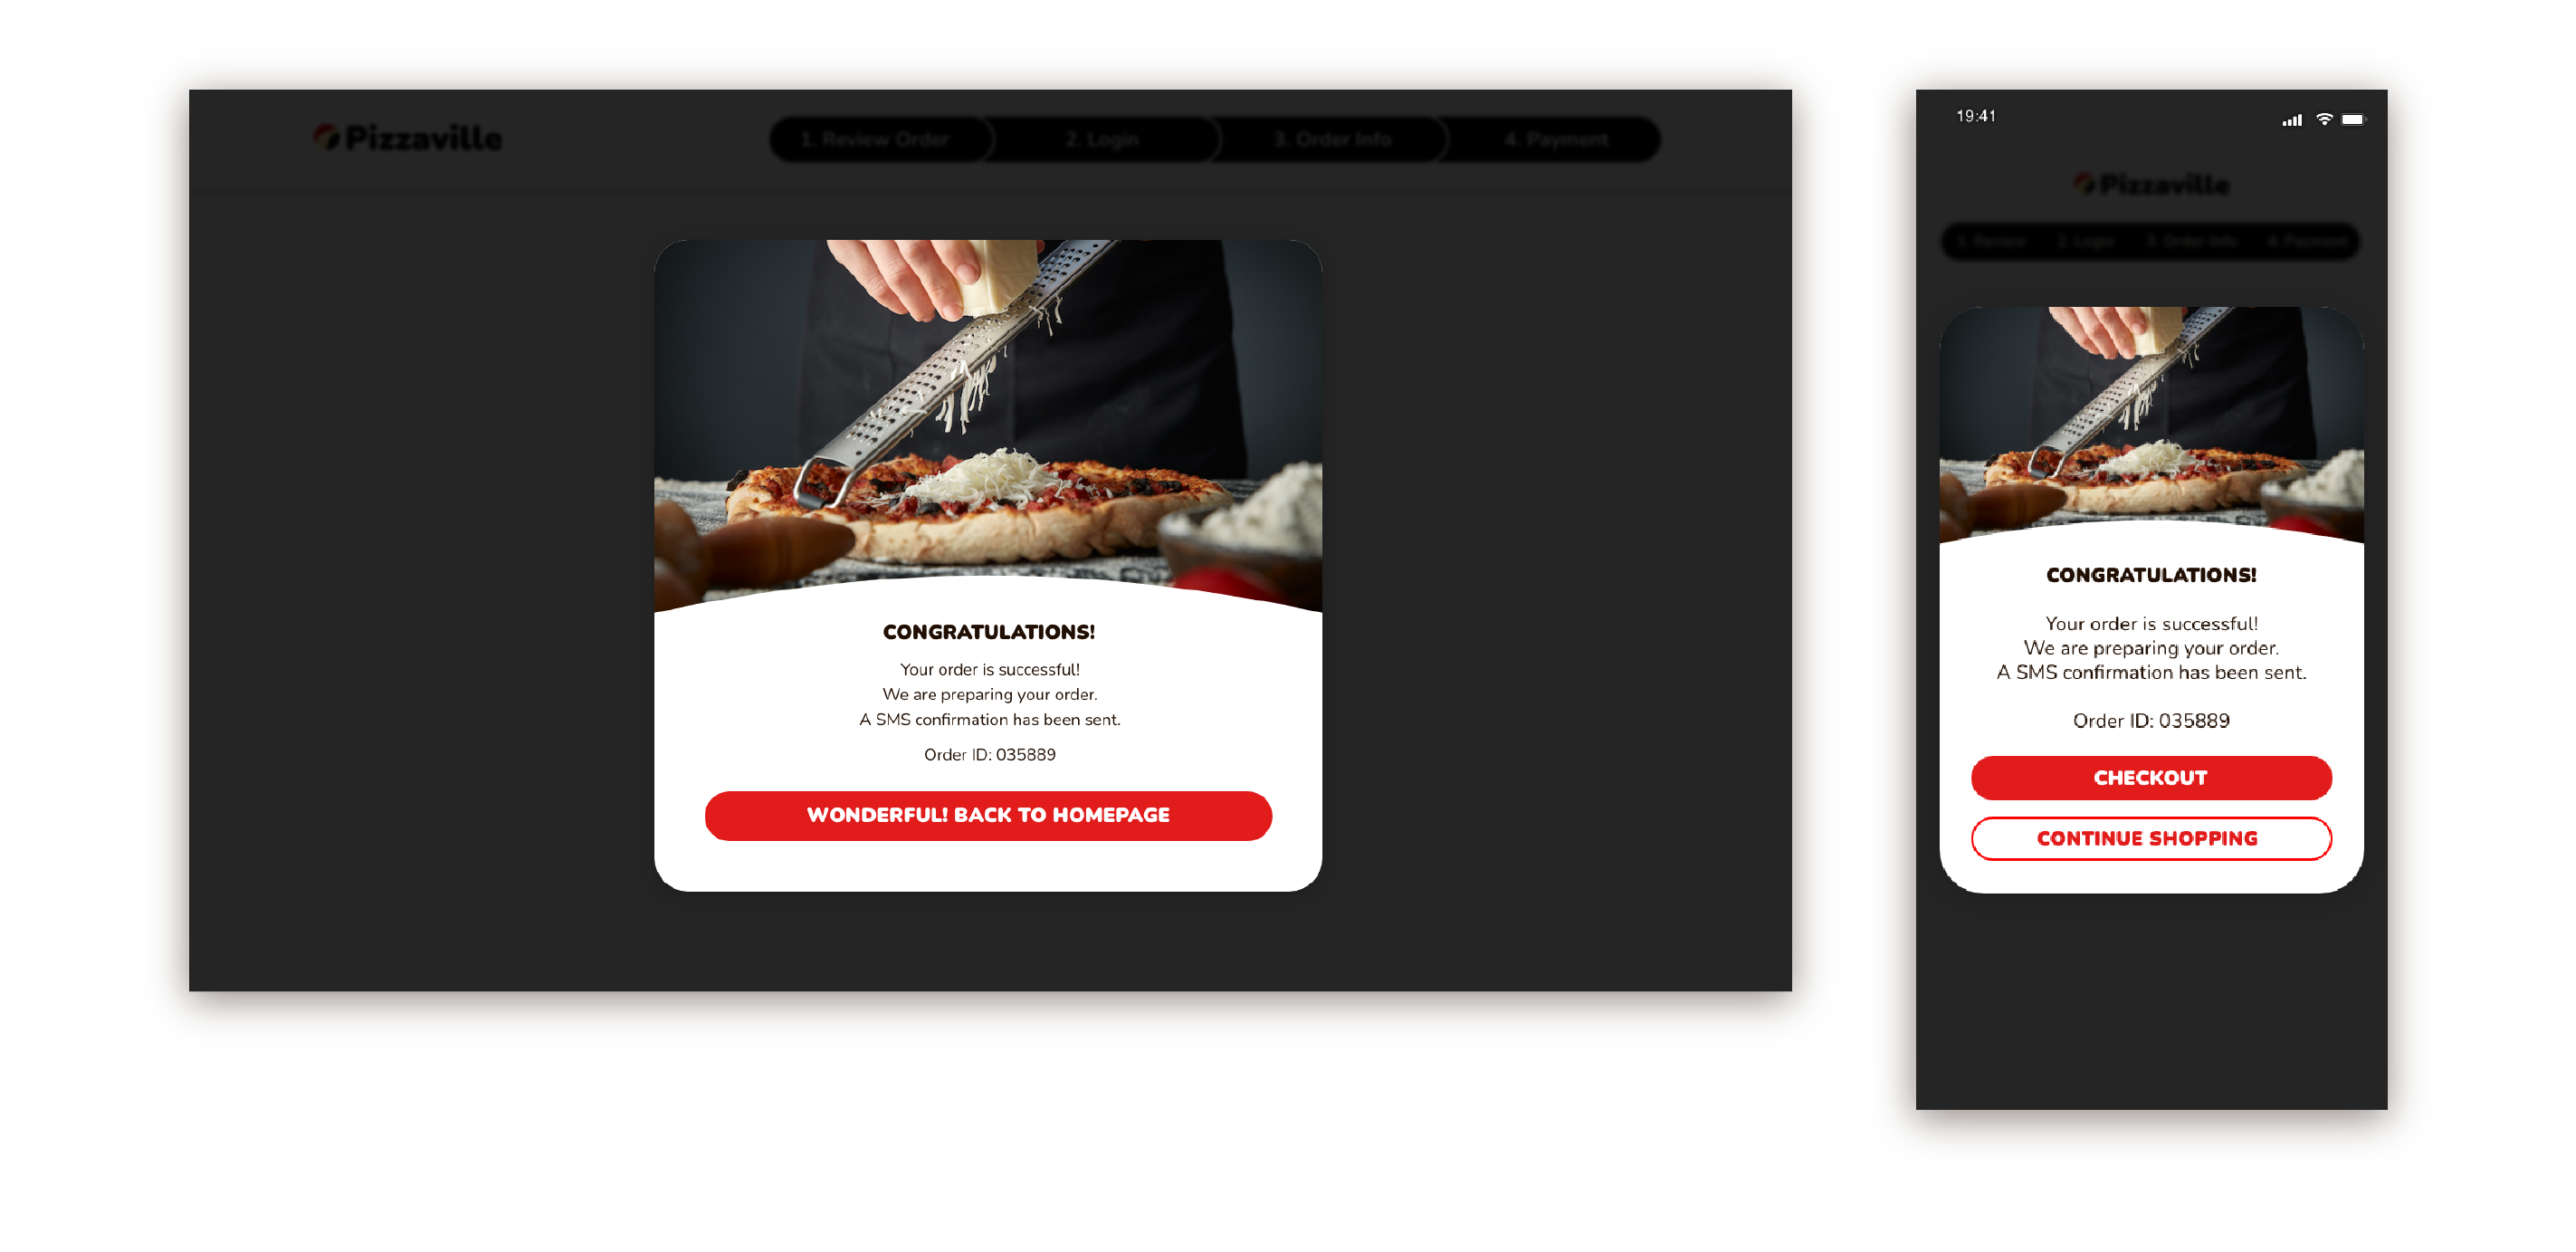 Pizzaville
1. Review Order
2. Login
3. Order Info
4. Payment
CONGRATULATIONS!
Your order is successful!
We are preparing your order.
A SMS confirmation has been sent.
Order ID: 035889
WONDERFUL! BACK TO HOMEPAGE
19:41
Pizzaville
1. Review
2. Login
3. Order Info
4. Payment
CONGRATULATIONS!
Your order is successful!
We are preparing your order.
A SMS confirmation has been sent.
Order ID: 035889
CHECKOUT
CONTINUE SHOPPING